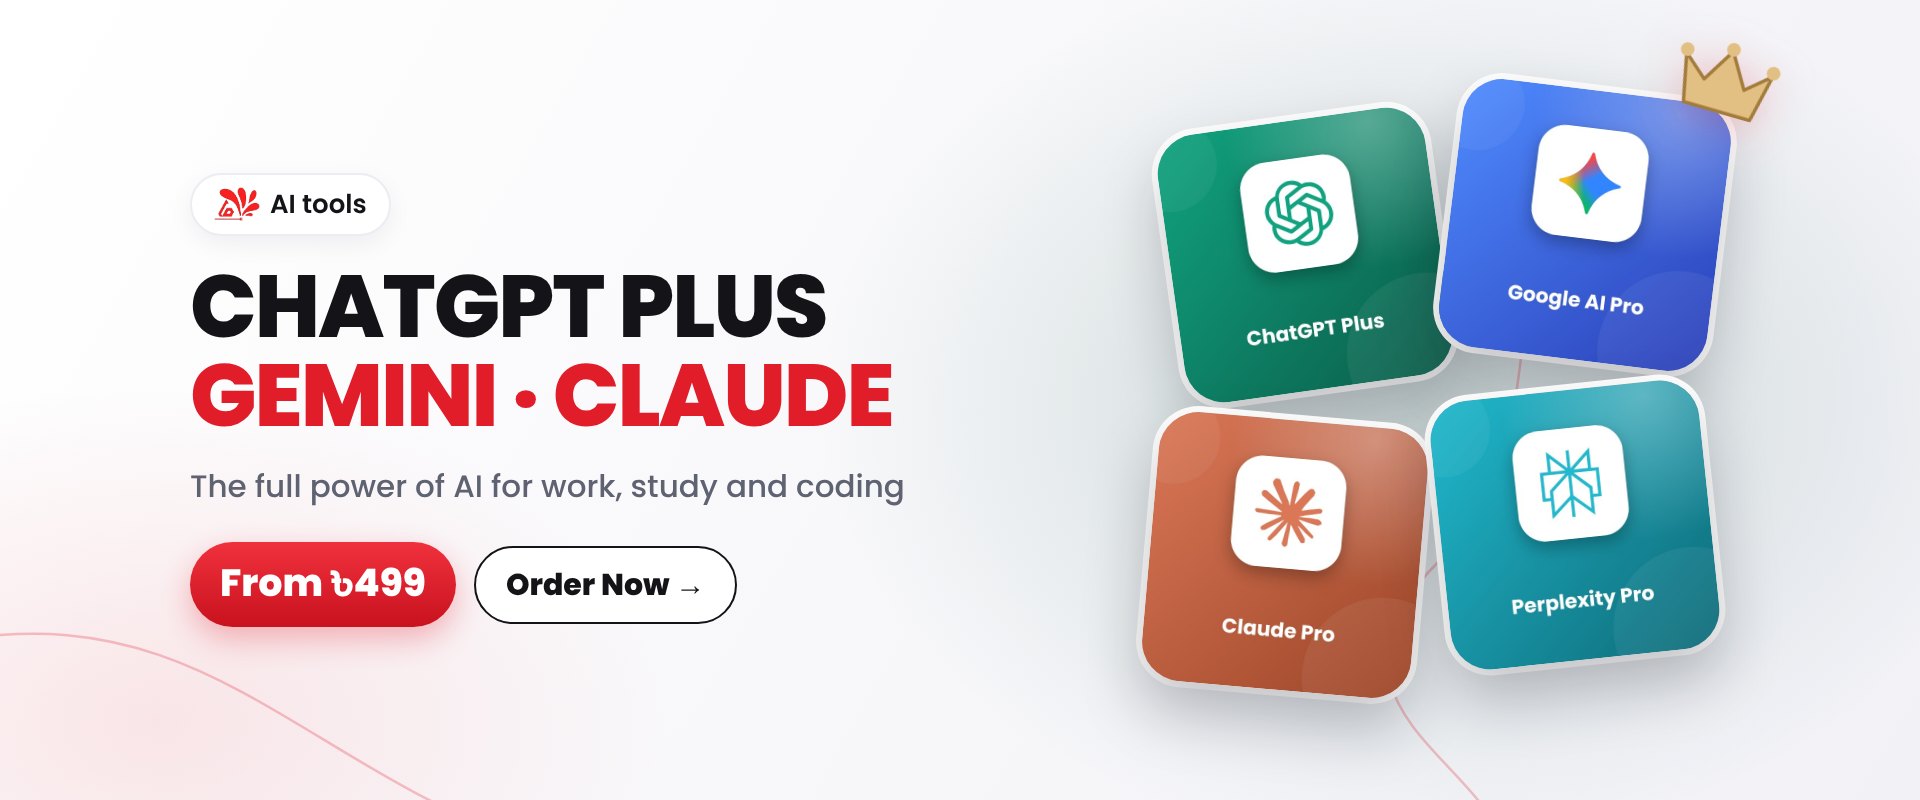 AI tools
CHATGPT PLUS
GEMINI · CLAUDE
The full power of AI for work, study and coding
From ৳499
Order Now →
ChatGPT Plus
Google AI Pro
Claude Pro
Perplexity Pro